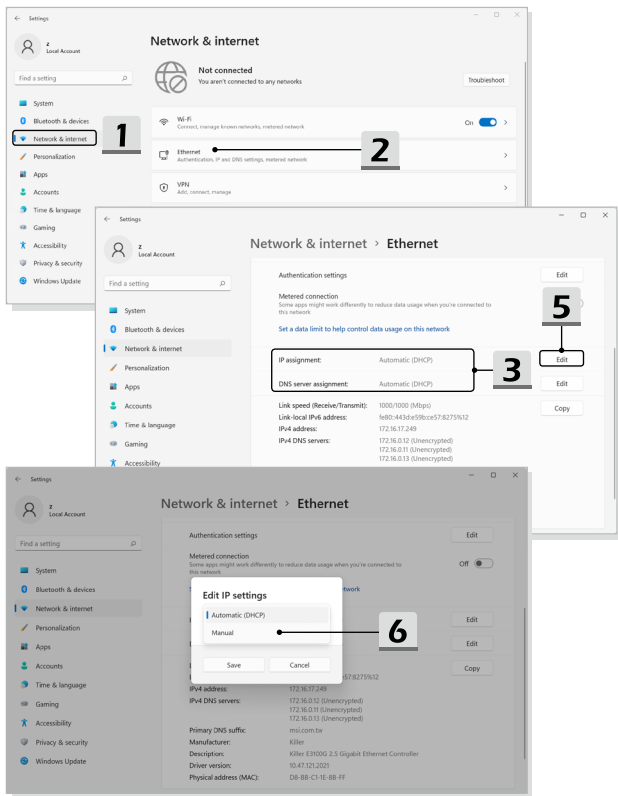 Settings
z
Local Account
Find a setting
System
Bluetooth & devices
Network & internet
Personalization
Apps
Accounts
Time & language
Gaming
Accessibility
Privacy & security
Windows Update
1
Network & internet
Not connected
You aren't connected to any networks
Troubleshoot
Wi-Fi
Connect, manage known networks, metered network
On
Ethernet
Authentication, IP and DNS settings, metered network
2
VPN
Add, connect, manage
Settings
z
Local Account
Find a setting
System
Bluetooth & devices
Network & internet
Personalization
Apps
Accounts
Time & language
Gaming
Accessibility
Network & internet > Ethernet
Authentication settings
Edit
Metered connection
Some apps might work differently to reduce data usage when you're connected to
this network
5
Set a data limit to help control data usage on this network
IP assignment: Automatic (DHCP)
Edit
3
DNS server assignment: Automatic (DHCP)
Edit
Link speed (Receive/Transmit): 1000/1000 (Mbps)
Copy
Link-local IPv6 address: fe80::443d:e59b:ce57:8275%12
IPv4 address: 172.16.17.249
IPv4 DNS servers: 172.16.0.12 (Unencrypted)
172.16.0.11 (Unencrypted)
172.16.0.13 (Unencrypted)
Settings
z
Local Account
Find a setting
System
Bluetooth & devices
Network & internet
Personalization
Apps
Accounts
Time & language
Gaming
Accessibility
Privacy & security
Windows Update
Network & internet > Ethernet
Authentication settings
Edit
Metered connection
Some apps might work differently to reduce data usage when you're connected to
this network
Off
Edit IP settings
Automatic (DHCP)
Manual
6
Save Cancel
Edit
Edit
Copy
IPv4 address: 172.16.17.249
IPv4 DNS servers: 172.16.0.12 (Unencrypted)
172.16.0.11 (Unencrypted)
172.16.0.13 (Unencrypted)
Primary DNS suffix: msi.com.tw
Manufacturer: Killer
Description: Killer E3100G 2.5 Gigabit Ethernet Controller
Driver version: 10.47.121.2021
Physical address (MAC): D8-BB-C1-1E-BB-FF